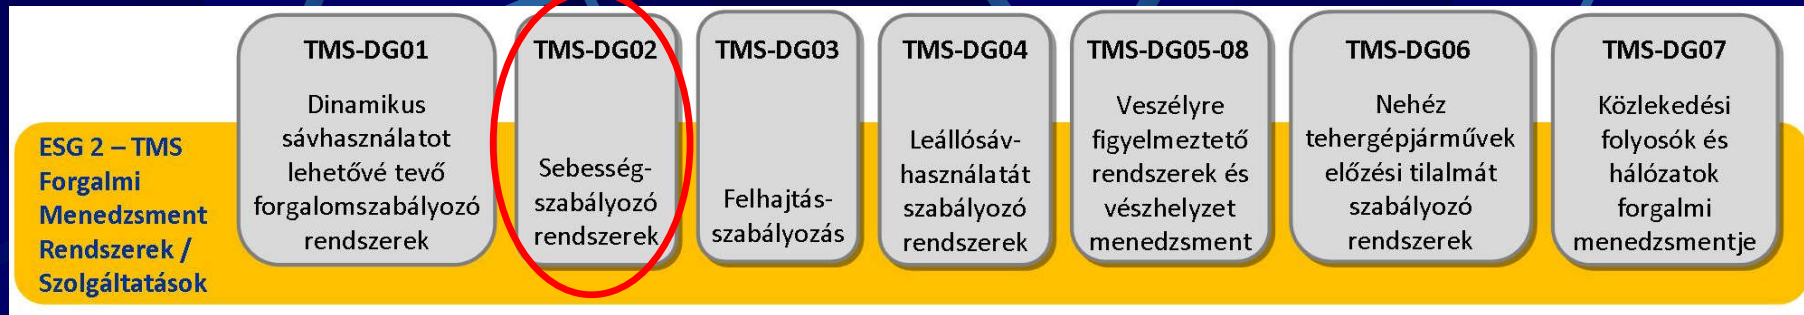 ESG 2 – TMS
Forgalmi
Menedzsment
Rendszerek /
Szolgáltatások
TMS-DG01
Dinamikus
sávhasználatot
lehetővé tevő
forgalomszabályozó
rendszerek
TMS-DG02
Sebesség-
szabályozó
rendszerek
TMS-DG03
Felhajtás-
szabályozás
TMS-DG04
Leállósáv-
használatát
szabályozó
rendszerek
TMS-DG05-08
Veszélyre
figyelmeztető
rendszerek és
vészhelyzet
menedzsment
TMS-DG06
Nehéz
tehergépjárművek
előzési tilalmát
szabályozó
rendszerek
TMS-DG07
Közlekedési
folyosók és
hálózatok
forgalmi
menedzsmentje